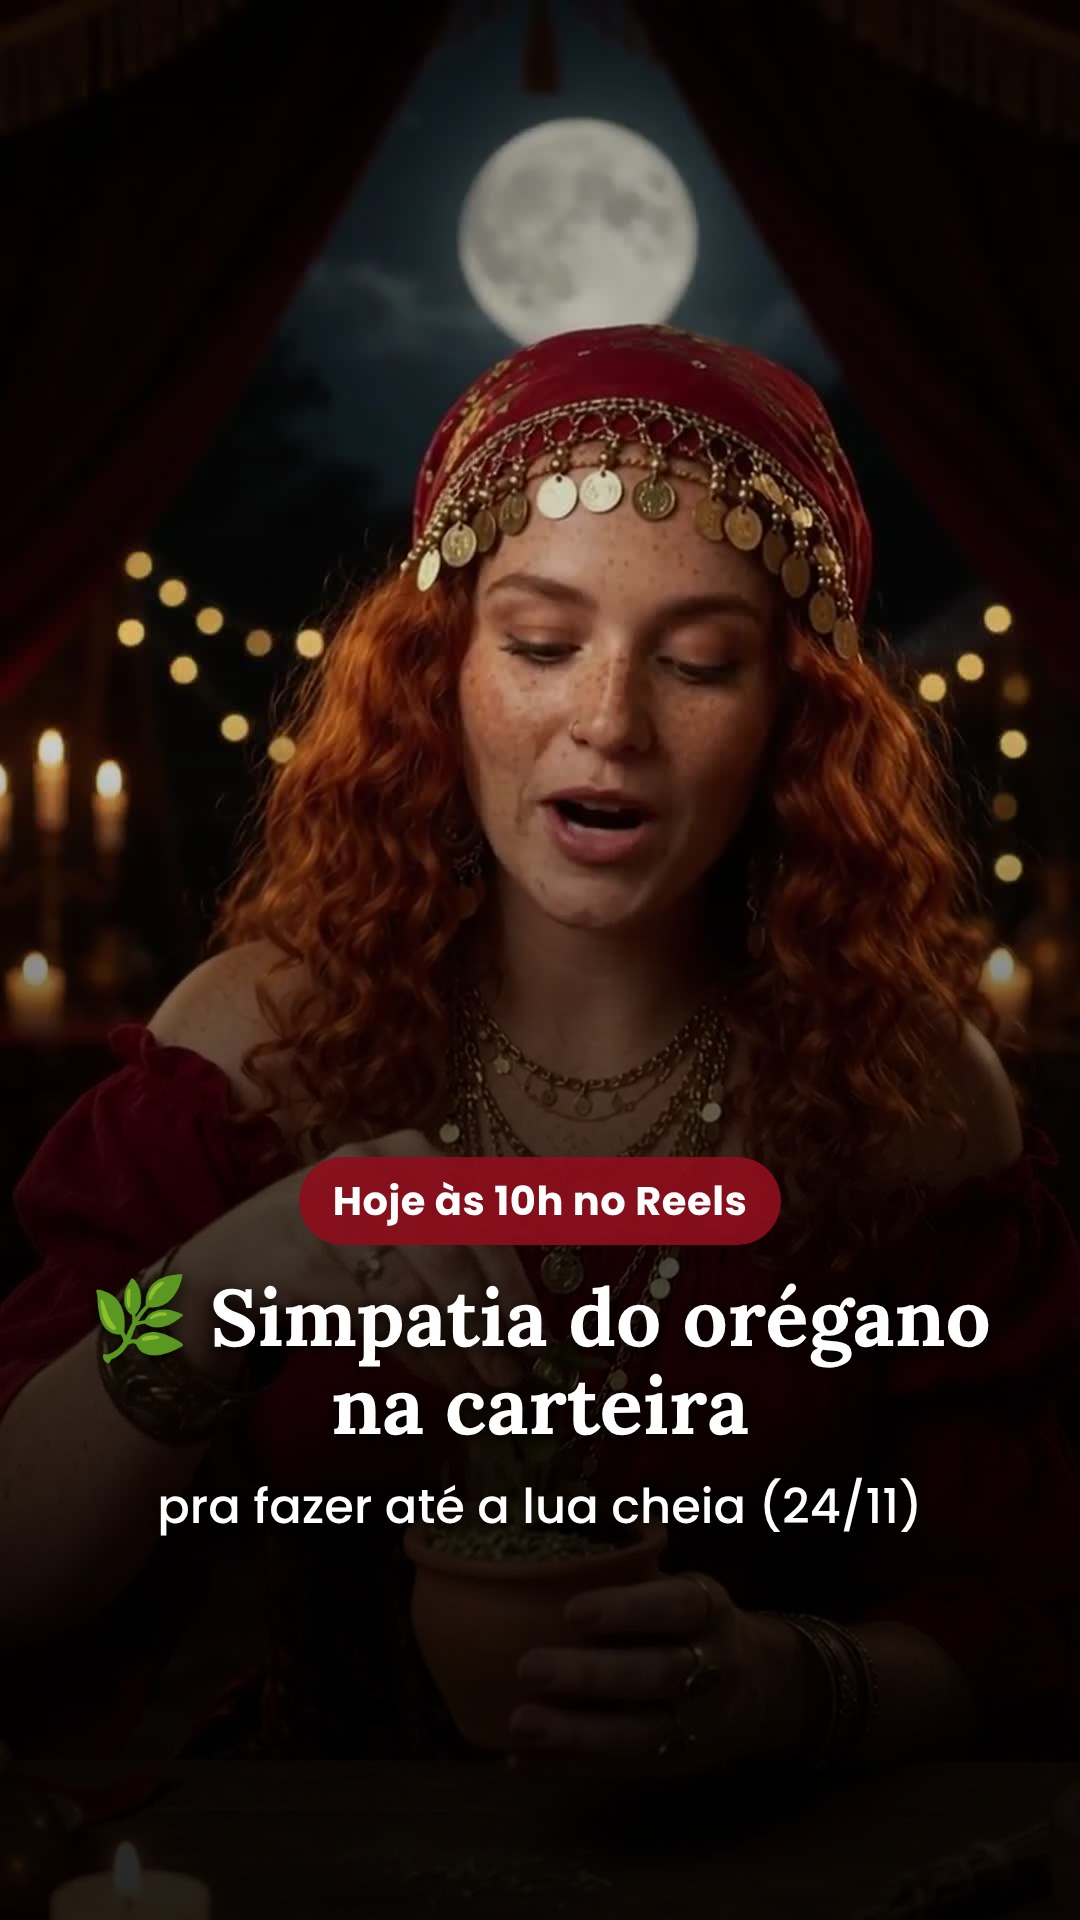 Hoje às 10h no Reels
🌿 Simpatia do orégano
na carteira
pra fazer até a lua cheia (24/11)